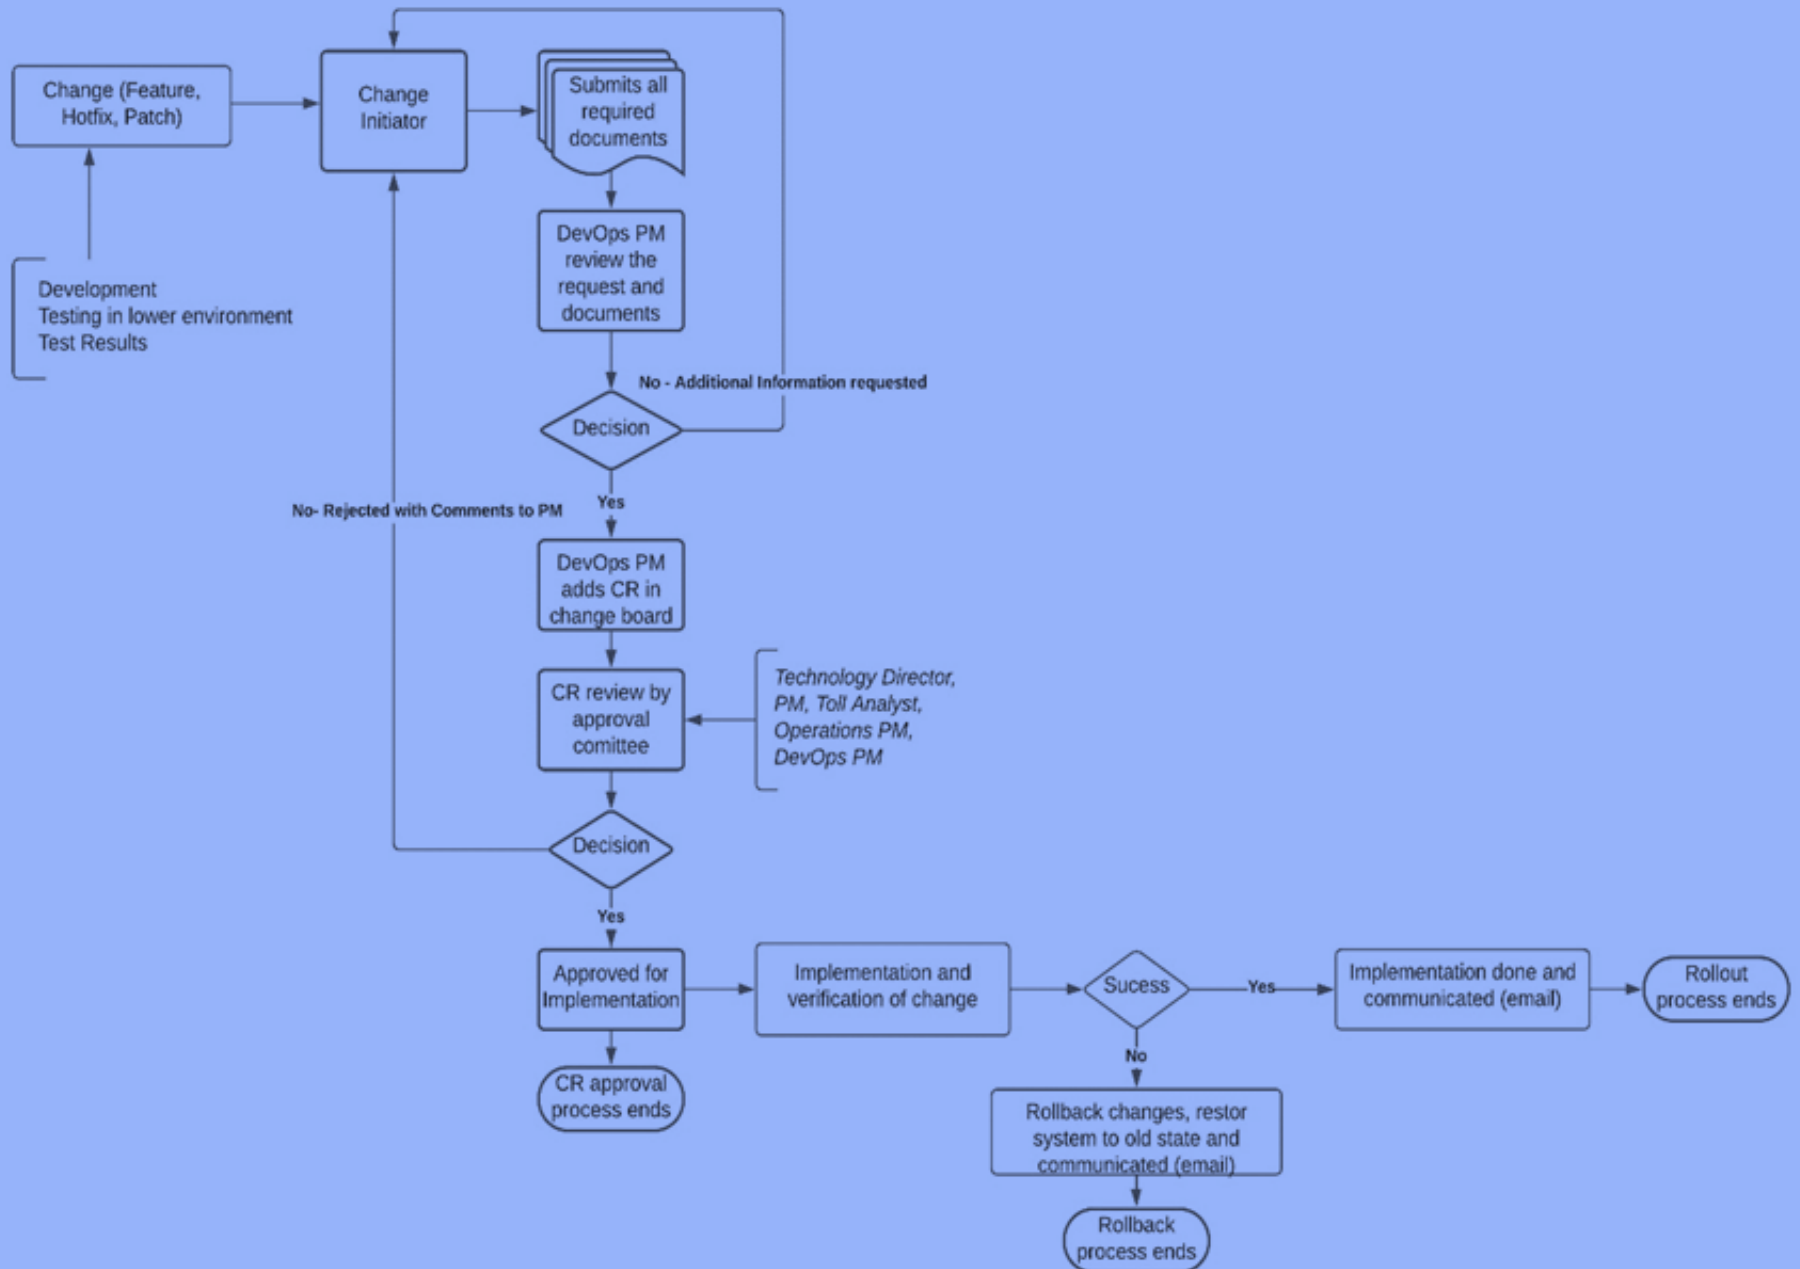 Change (Feature,
Hotfix, Patch)
Change
Initiator
Submits all
required
documents
DevOps PM
review the
request and
documents
Development
Testing in lower environment
Test Results
No - Additional Information requested
Decision
No- Rejected with Comments to PM
Yes
DevOps PM
adds CR in
change board
CR review by
approval
comittee
Technology Director,
PM, Toll Analyst,
Operations PM,
DevOps PM
Decision
Yes
Approved for
Implementation
Implementation and
verification of change
Sucess
Yes
Implementation done and
communicated (email)
Rollout
process ends
No
CR approval
process ends
Rollback changes, restor
system to old state and
communicated (email)
Rollback
process ends